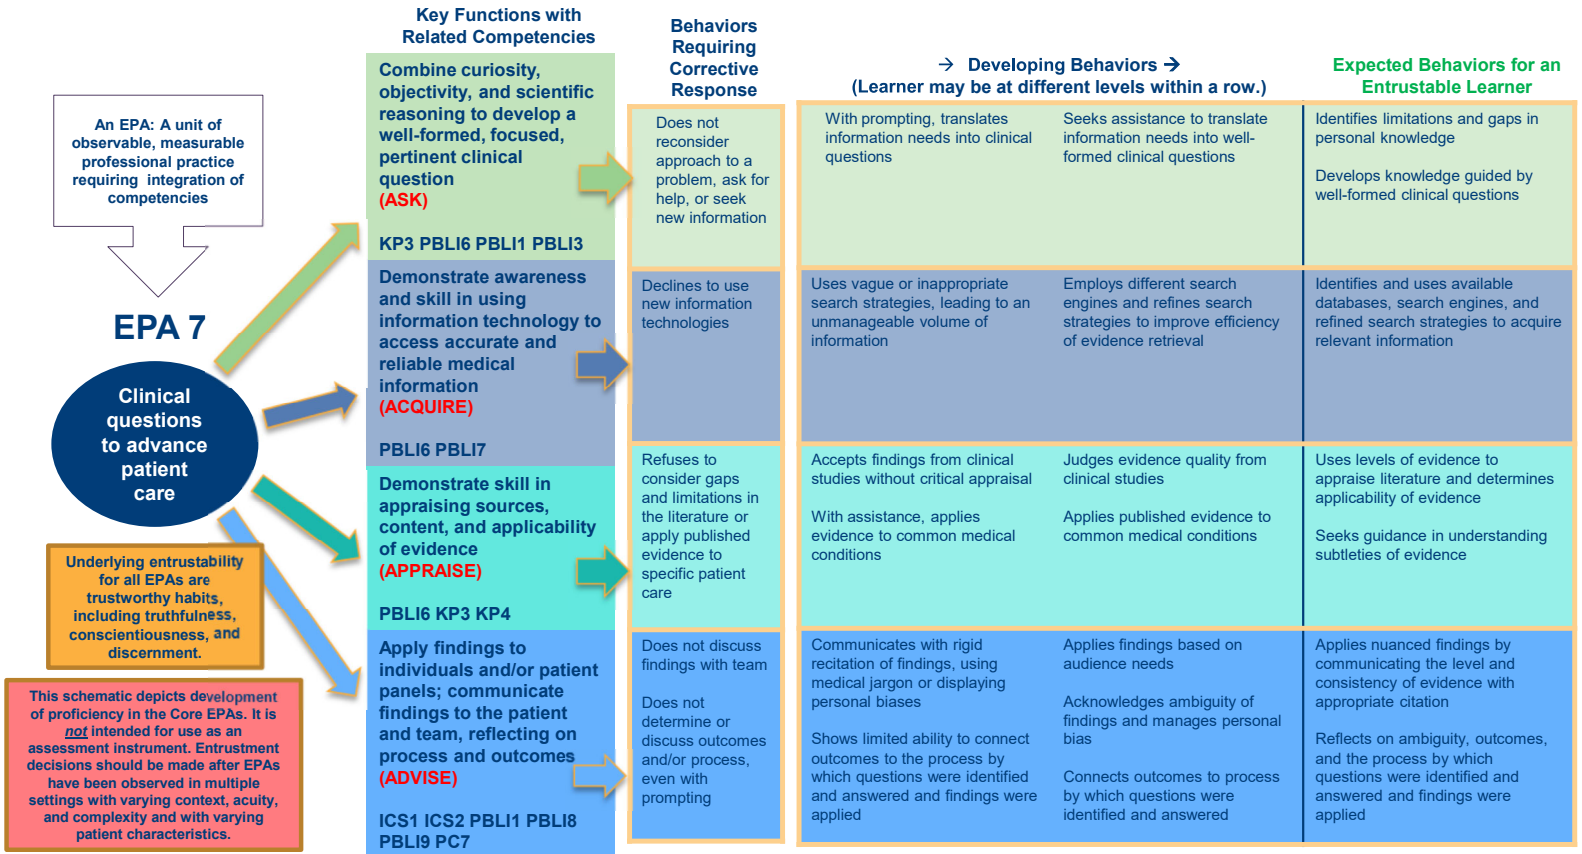 Key Functions with
Related Competencies
Behaviors
Requiring
Corrective
Response
→ Developing Behaviors →
(Learner may be at different levels within a row.)
Expected Behaviors for an
Entrustable Learner
An EPA: A unit of
observable, measurable
professional practice
requiring integration of
competencies
EPA 7
Clinical
questions
to advance
patient
care
Underlying entrustability
for all EPAs are
trustworthy habits,
including truthfulness,
conscientiousness, and
discernment.
This schematic depicts development
of proficiency in the Core EPAs. It is
not intended for use as an
assessment instrument. Entrustment
decisions should be made after EPAs
have been observed in multiple
settings with varying context, acuity,
and complexity and with varying
patient characteristics.
Combine curiosity,
objectivity, and scientific
reasoning to develop a
well-formed, focused,
pertinent clinical
question
(ASK)
KP3 PBLI6 PBLI1 PBLI3
Does not
reconsider
approach to a
problem, ask for
help, or seek
new information
With prompting, translates
information needs into clinical
questions
Seeks assistance to translate
information needs into well-
formed clinical questions
Identifies limitations and gaps in
personal knowledge
Develops knowledge guided by
well-formed clinical questions
Demonstrate awareness
and skill in using
information technology to
access accurate and
reliable medical
information
(ACQUIRE)
PBLI6 PBLI7
Declines to use
new information
technologies
Uses vague or inappropriate
search strategies, leading to an
unmanageable volume of
information
Employs different search
engines and refines search
strategies to improve efficiency
of evidence retrieval
Identifies and uses available
databases, search engines, and
refined search strategies to acquire
relevant information
Demonstrate skill in
appraising sources,
content, and applicability
of evidence
(APPRAISE)
PBLI6 KP3 KP4
Refuses to
consider gaps
and limitations in
the literature or
apply published
evidence to
specific patient
care
Accepts findings from clinical
studies without critical appraisal
With assistance, applies
evidence to common medical
conditions
Judges evidence quality from
clinical studies
Applies published evidence to
common medical conditions
Uses levels of evidence to
appraise literature and determines
applicability of evidence
Seeks guidance in understanding
subtleties of evidence
Apply findings to
individuals and/or patient
panels; communicate
findings to the patient
and team, reflecting on
process and outcomes
(ADVISE)
ICS1 ICS2 PBLI1 PBLI8
PBLI9 PC7
Does not discuss
findings with team
Does not
determine or
discuss outcomes
and/or process,
even with
prompting
Communicates with rigid
recitation of findings, using
medical jargon or displaying
personal biases
Shows limited ability to connect
outcomes to the process by
which questions were identified
and answered and findings were
applied
Applies findings based on
audience needs
Acknowledges ambiguity of
findings and manages personal
bias
Connects outcomes to process
by which questions were
identified and answered
Applies nuanced findings by
communicating the level and
consistency of evidence with
appropriate citation
Reflects on ambiguity, outcomes,
and the process by which
questions were identified and
answered and findings were
applied